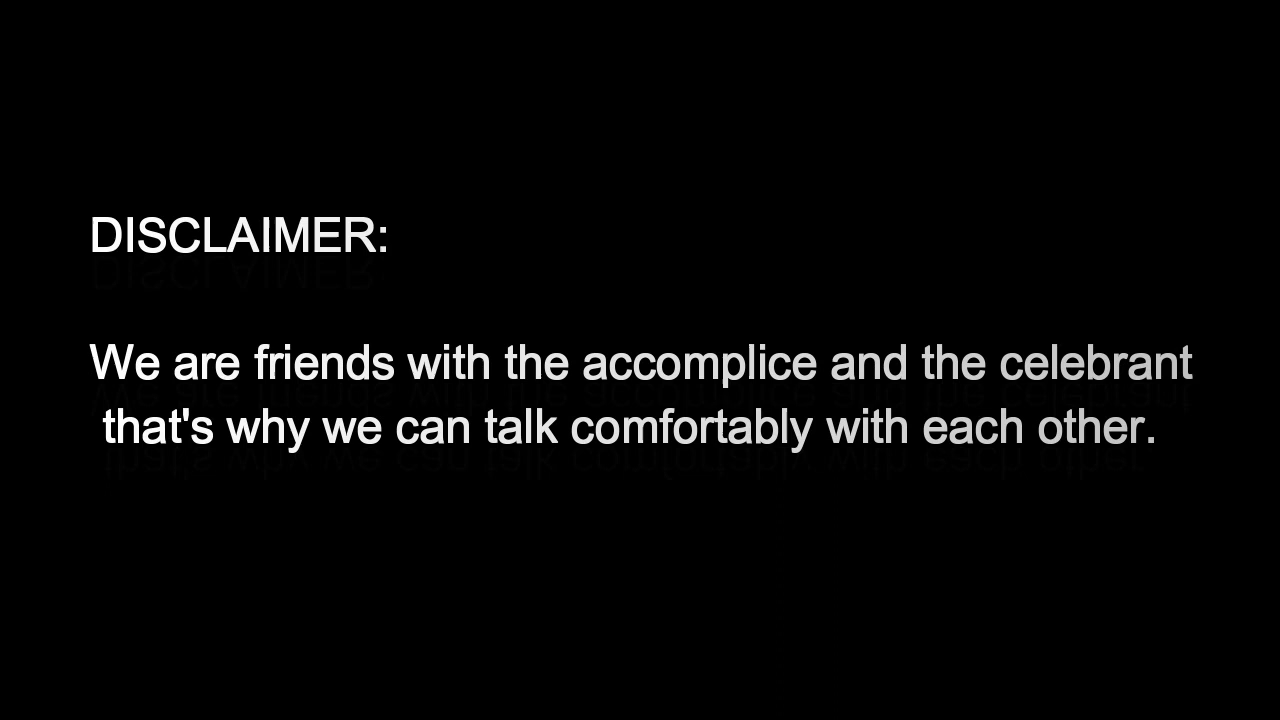 DISCLAIMER:
We are friends with the accomplice and the celebrant
that's why we can talk comfortably with each other.